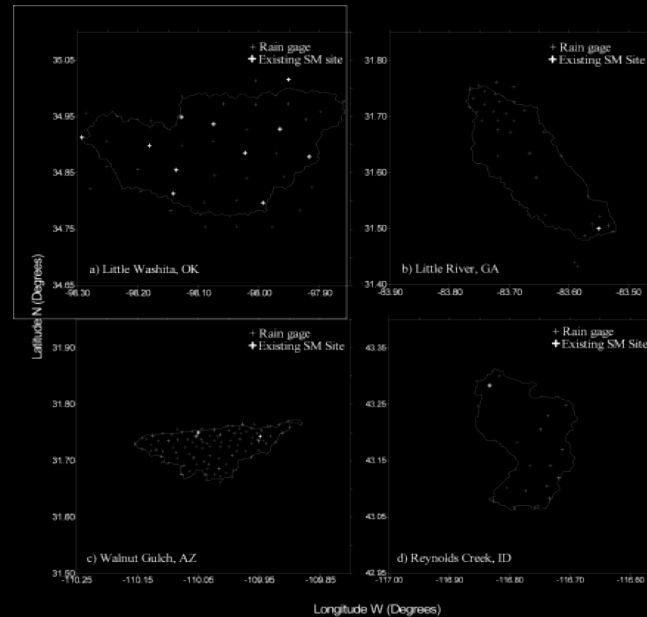 35.05
34.95
34.85
34.75
34.65
Rain gage
Existing SM site
a) Little Washita, OK
-98.30 -98.20 -98.10 -98.00 -97.90
31.80
31.70
31.60
31.50
31.40
Rain gage
Existing SM Site
b) Little River, GA
-83.90 -83.80 -83.70 -83.60 -83.50
Latitude N (Degrees)
31.90
31.80
31.70
31.60
31.50
Rain gage
Existing SM Site
c) Walnut Gulch, AZ
-110.25 -110.15 -110.05 -109.95 -109.85
43.35
43.25
43.15
43.05
42.95
Rain gage
Existing SM Site
d) Reynolds Creek, ID
-117.00 -116.90 -116.80 -116.70 -116.60
Longitude W (Degrees)